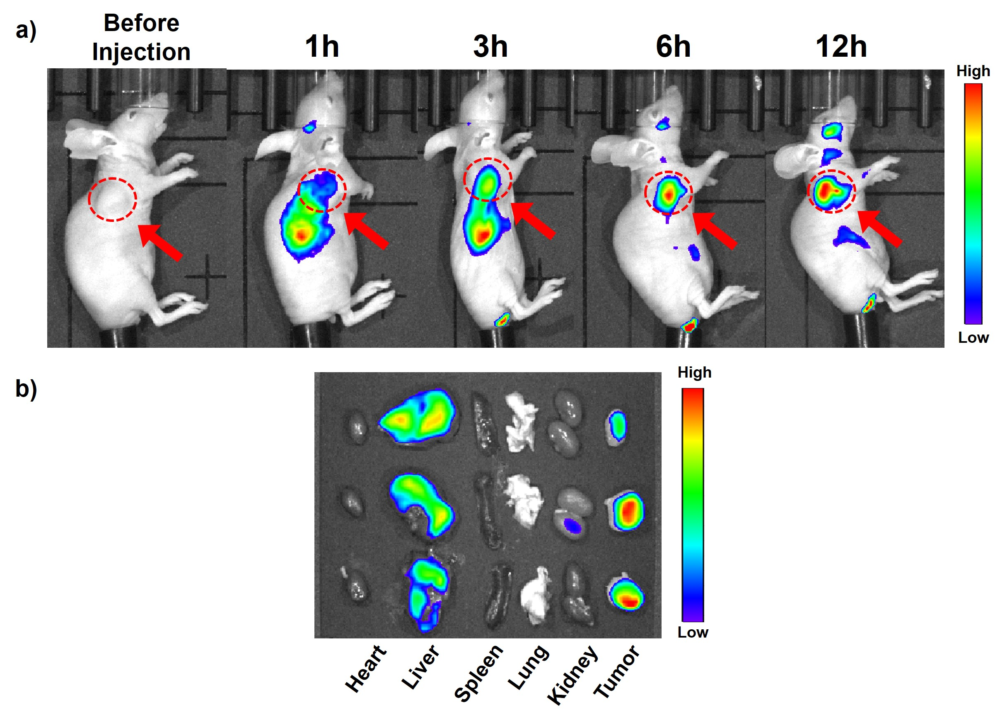 a)
Before
Injection
1h
3h
6h
12h
High
Low
b)
High
Low
Heart
Liver
Spleen
Lung
Kidney
Tumor